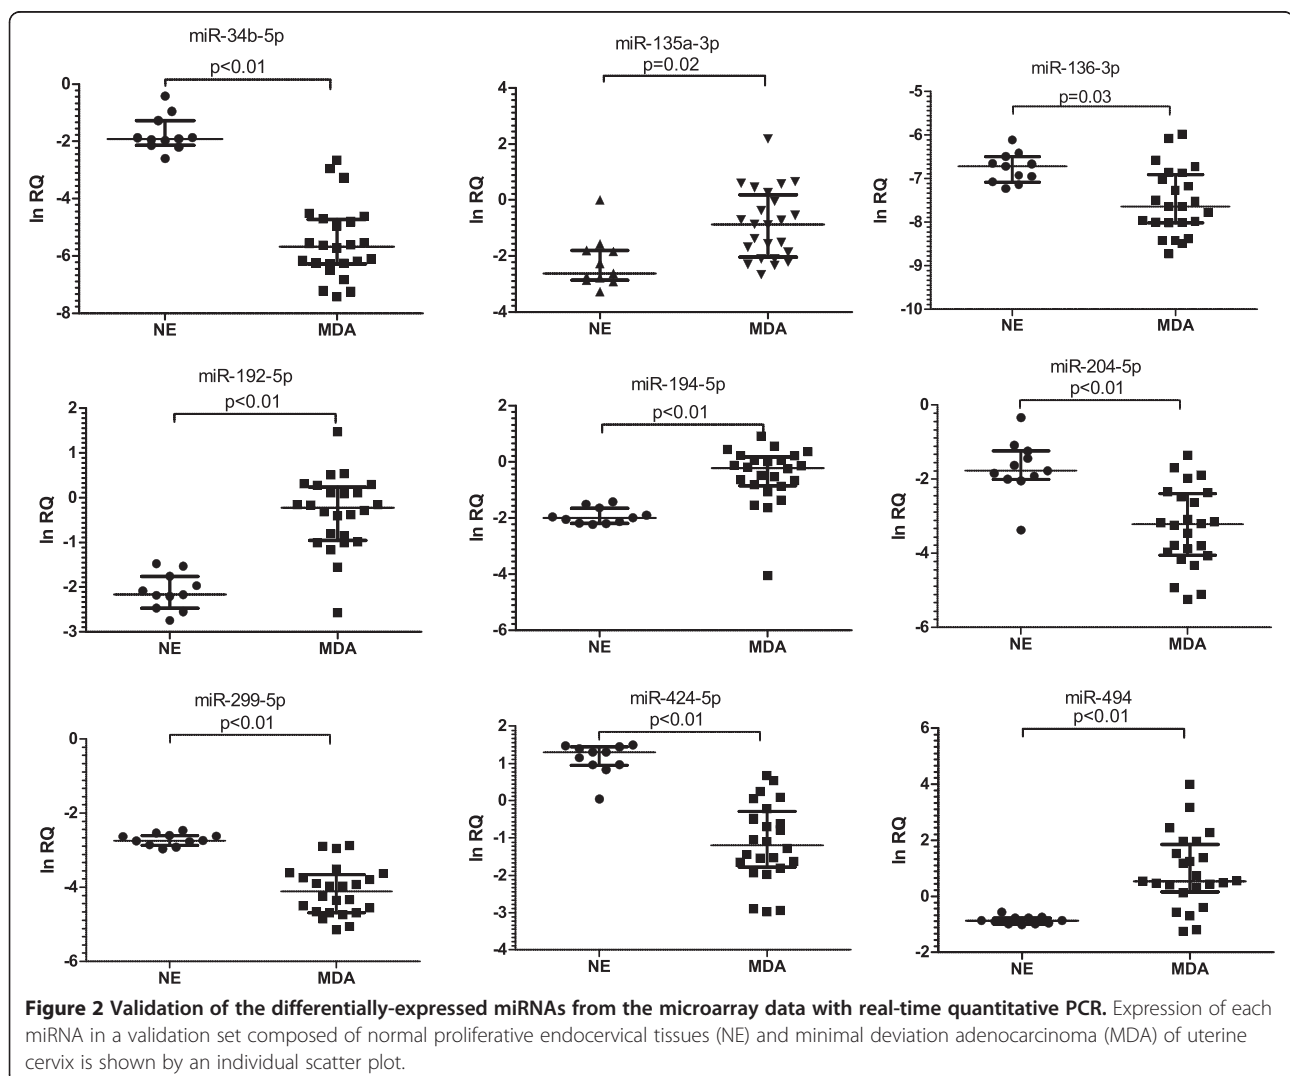 miR-34b-5p
p<0.01
ln RQ
0
-2
-4
-6
-8
NE
MDA
miR-135a-3p
p=0.02
ln RQ
4
2
0
-2
-4
NE
MDA
miR-136-3p
p=0.03
ln RQ
-5
-6
-7
-8
-9
-10
NE
MDA
miR-192-5p
p<0.01
ln RQ
2
1
0
-1
-2
-3
NE
MDA
miR-194-5p
p<0.01
ln RQ
2
0
-2
-4
-6
NE
MDA
miR-204-5p
p<0.01
ln RQ
0
-2
-4
-6
NE
MDA
miR-299-5p
p<0.01
ln RQ
0
-2
-4
-6
NE
MDA
miR-424-5p
p<0.01
ln RQ
2
1
0
-1
-2
-3
-4
NE
MDA
miR-494
p<0.01
ln RQ
6
4
2
0
-2
NE
MDA
Figure 2 Validation of the differentially-expressed miRNAs from the microarray data with real-time quantitative PCR. Expression of each
miRNA in a validation set composed of normal proliferative endocervical tissues (NE) and minimal deviation adenocarcinoma (MDA) of uterine
cervix is shown by an individual scatter plot.